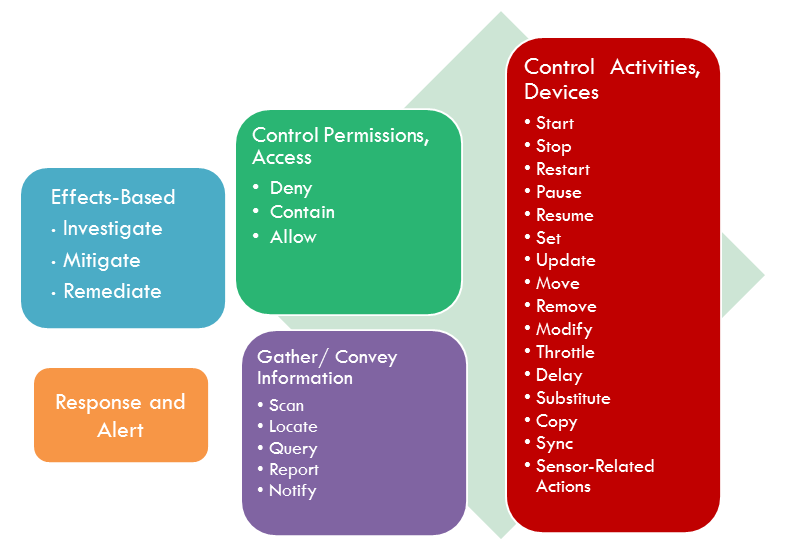 Effects-Based
· Investigate
· Mitigate
· Remediate
Response and
Alert
Control Permissions,
Access
• Deny
• Contain
• Allow
Gather/ Convey
Information
• Scan
• Locate
• Query
• Report
• Notify
Control Activities,
Devices
• Start
• Stop
• Restart
• Pause
• Resume
• Set
• Update
• Move
• Remove
• Modify
• Throttle
• Delay
• Substitute
• Copy
• Sync
• Sensor-Related
Actions